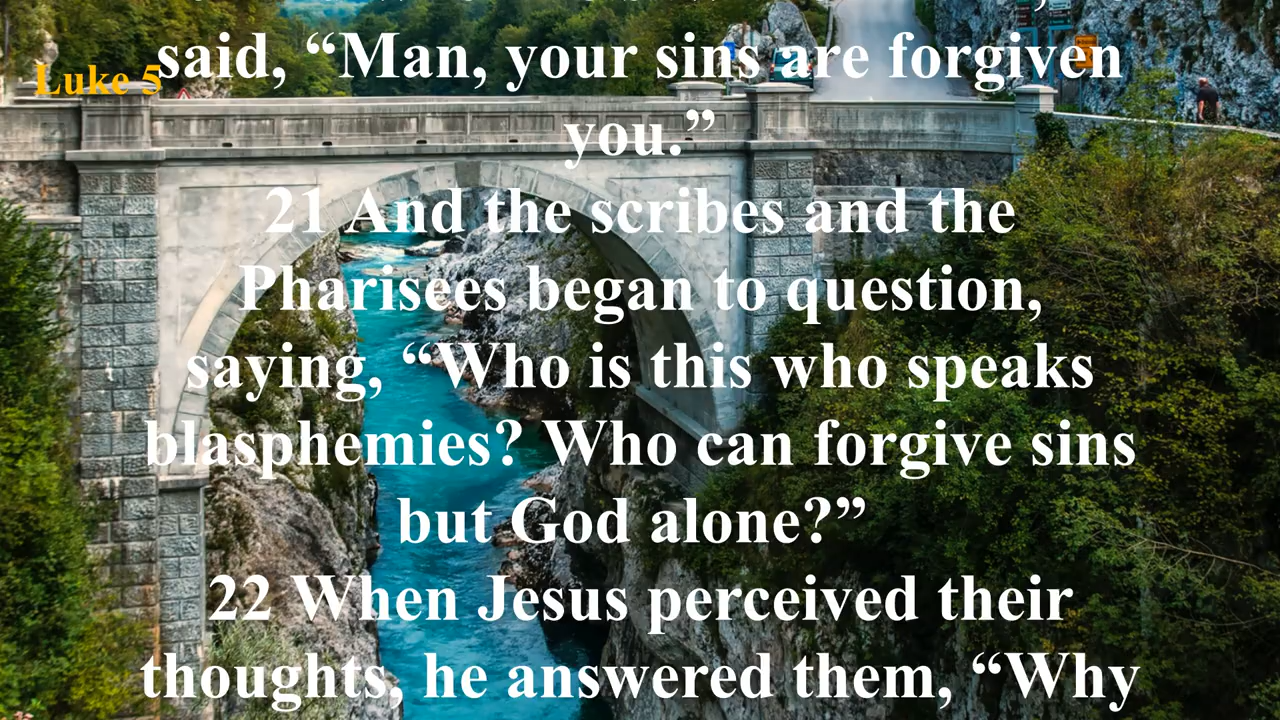 Luke 5
said, “Man, your sins are forgiven
you.”
21 And the scribes and the
Pharisees began to question,
saying, “Who is this who speaks
blasphemies? Who can forgive sins
but God alone?”
22 When Jesus perceived their
thoughts, he answered them, “Why